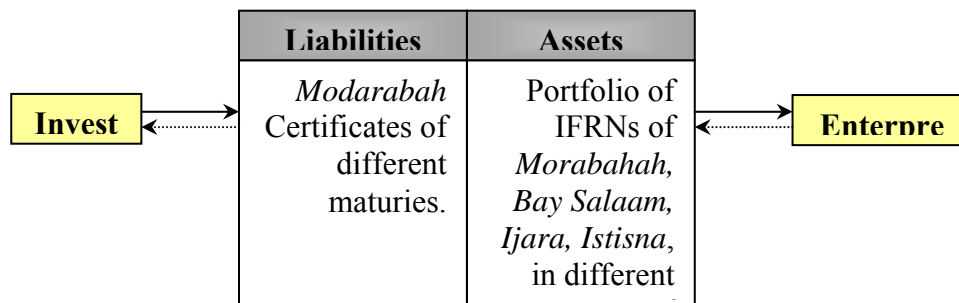 Liabilities
Assets
Invest
Modarabah
Certificates of
different
maturies.
Portfolio of
IFRNs of
Morabahah,
Bay Salaam,
Ijara, Istisna,
in different
Enterpre